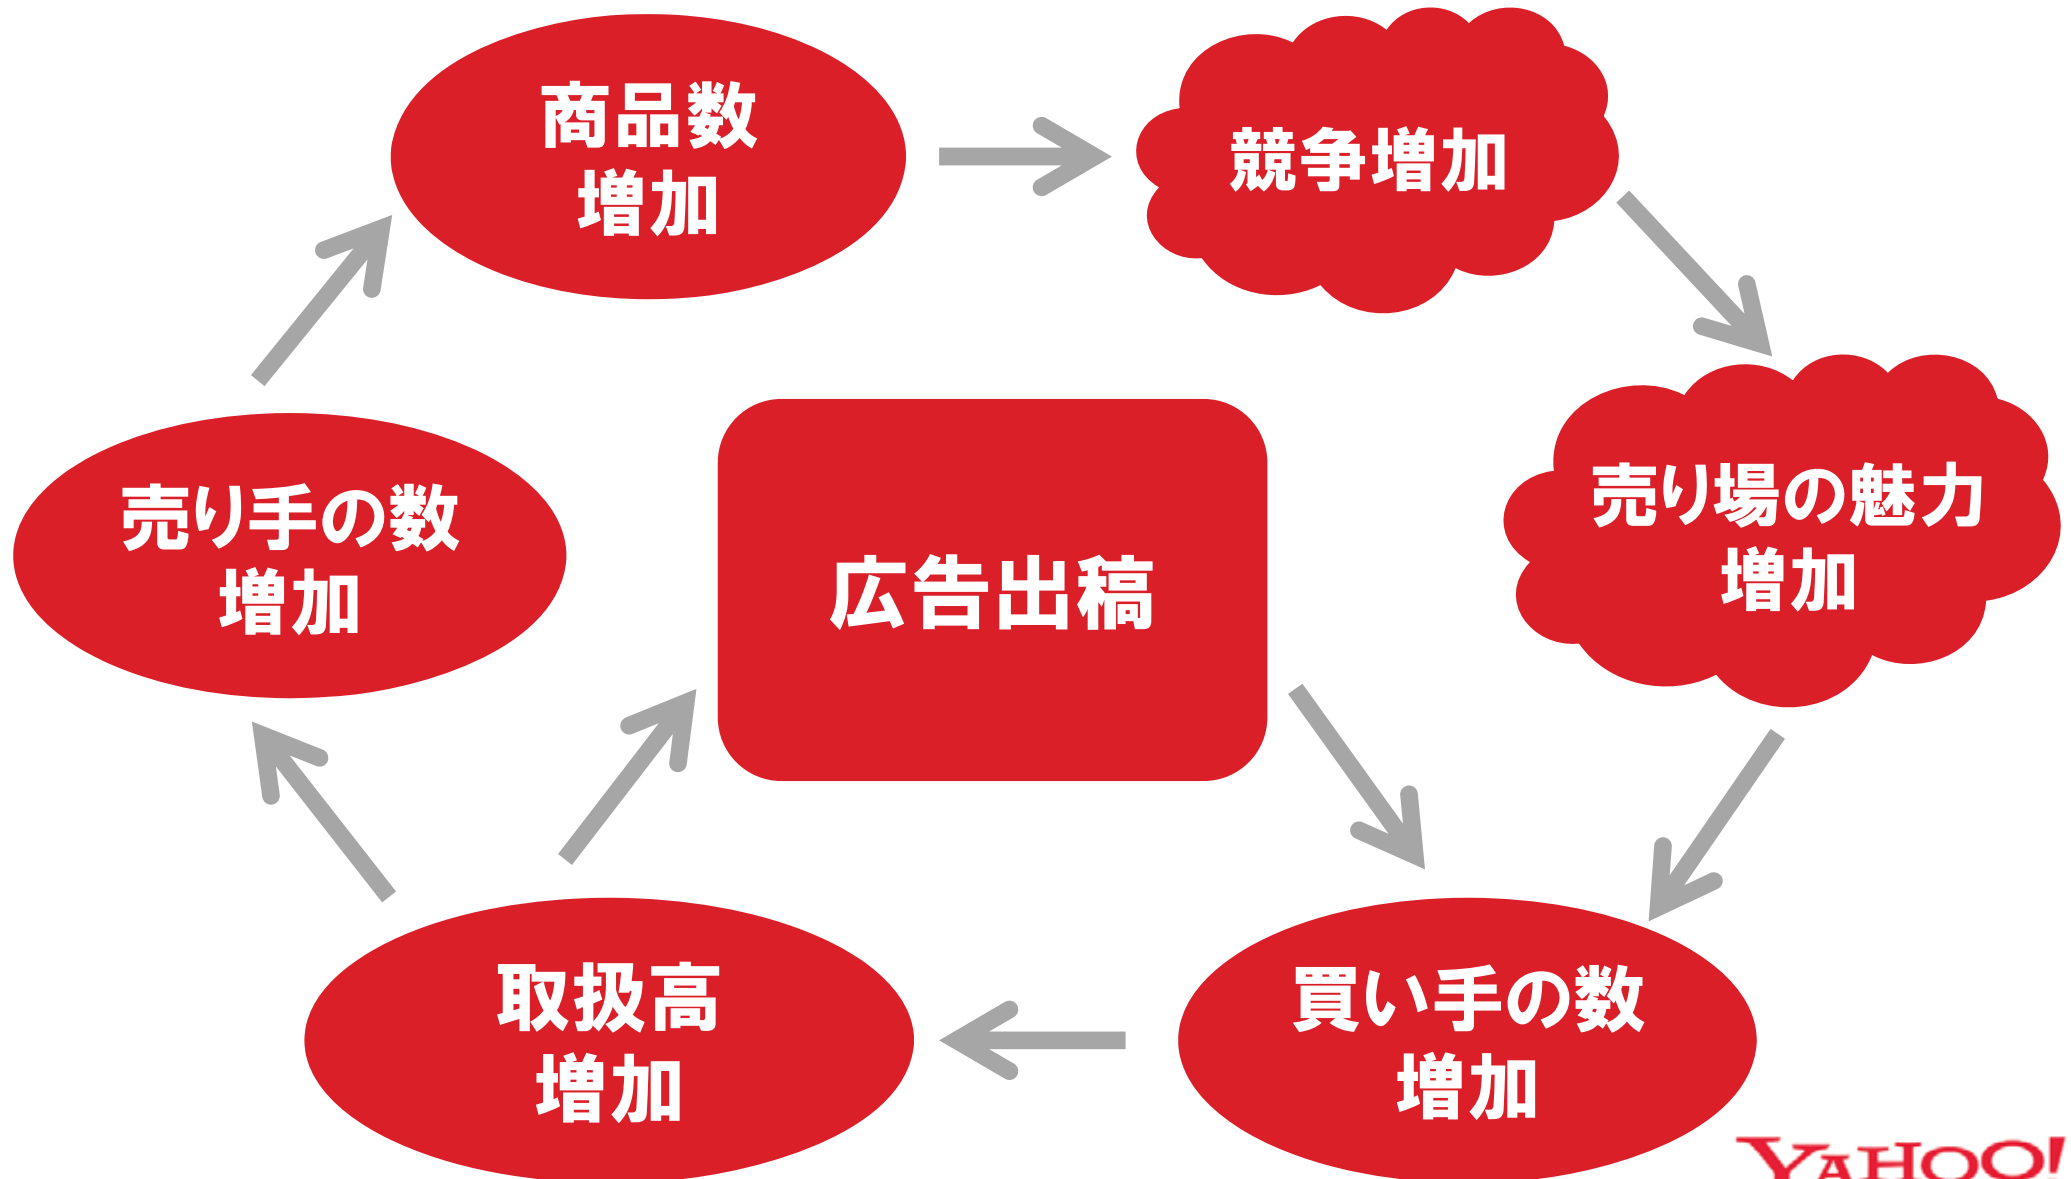 商品数
増加
競争増加
売り手の数
増加
広告出稿
売り場の魅力
増加
取扱高
増加
買い手の数
増加
YAHOO!